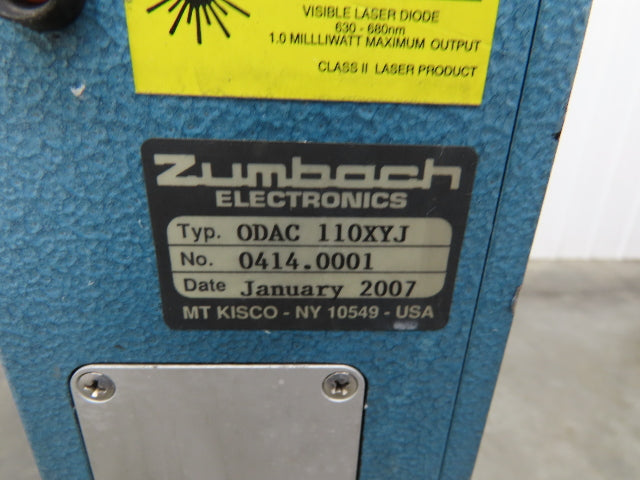 VISIBLE LASER DIODE
630 - 680nm
1.0 MILLLIWATT MAXIMUM OUTPUT
CLASS II LASER PRODUCT
Zumbach
ELECTRONICS
Typ. ODAC 110XYJ
No. 0414.0001
Date January 2007
MT KISCO - NY 10549 - USA